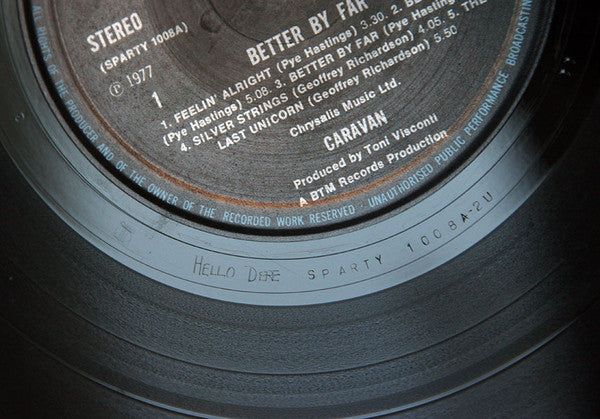 STEREO
(SPARTY 1008A)
Ⓟ 1977
1
BETTER BY FAR
1. FEELIN' ALRIGHT (Pye Hastings) 3.30. 2. BE
(Pye Hastings) 5.08. 3. BETTER BY FAR (Pye Hastings) 4.05. 5. THE
4. SILVER STRINGS (Geoffrey Richardson) 5.50
LAST UNICORN (Geoffrey Richardson)
Chrysalis Music Ltd.
CARAVAN
Produced by Toni Visconti
A BTM Records Production
ALL RIGHTS OF THE PRODUCER AND OF THE OWNER OF THE RECORDED WORK RESERVED · UNAUTHORISED PUBLIC PERFORMANCE BROADCASTING
HELLO DERE SPARTY 1008A-2U